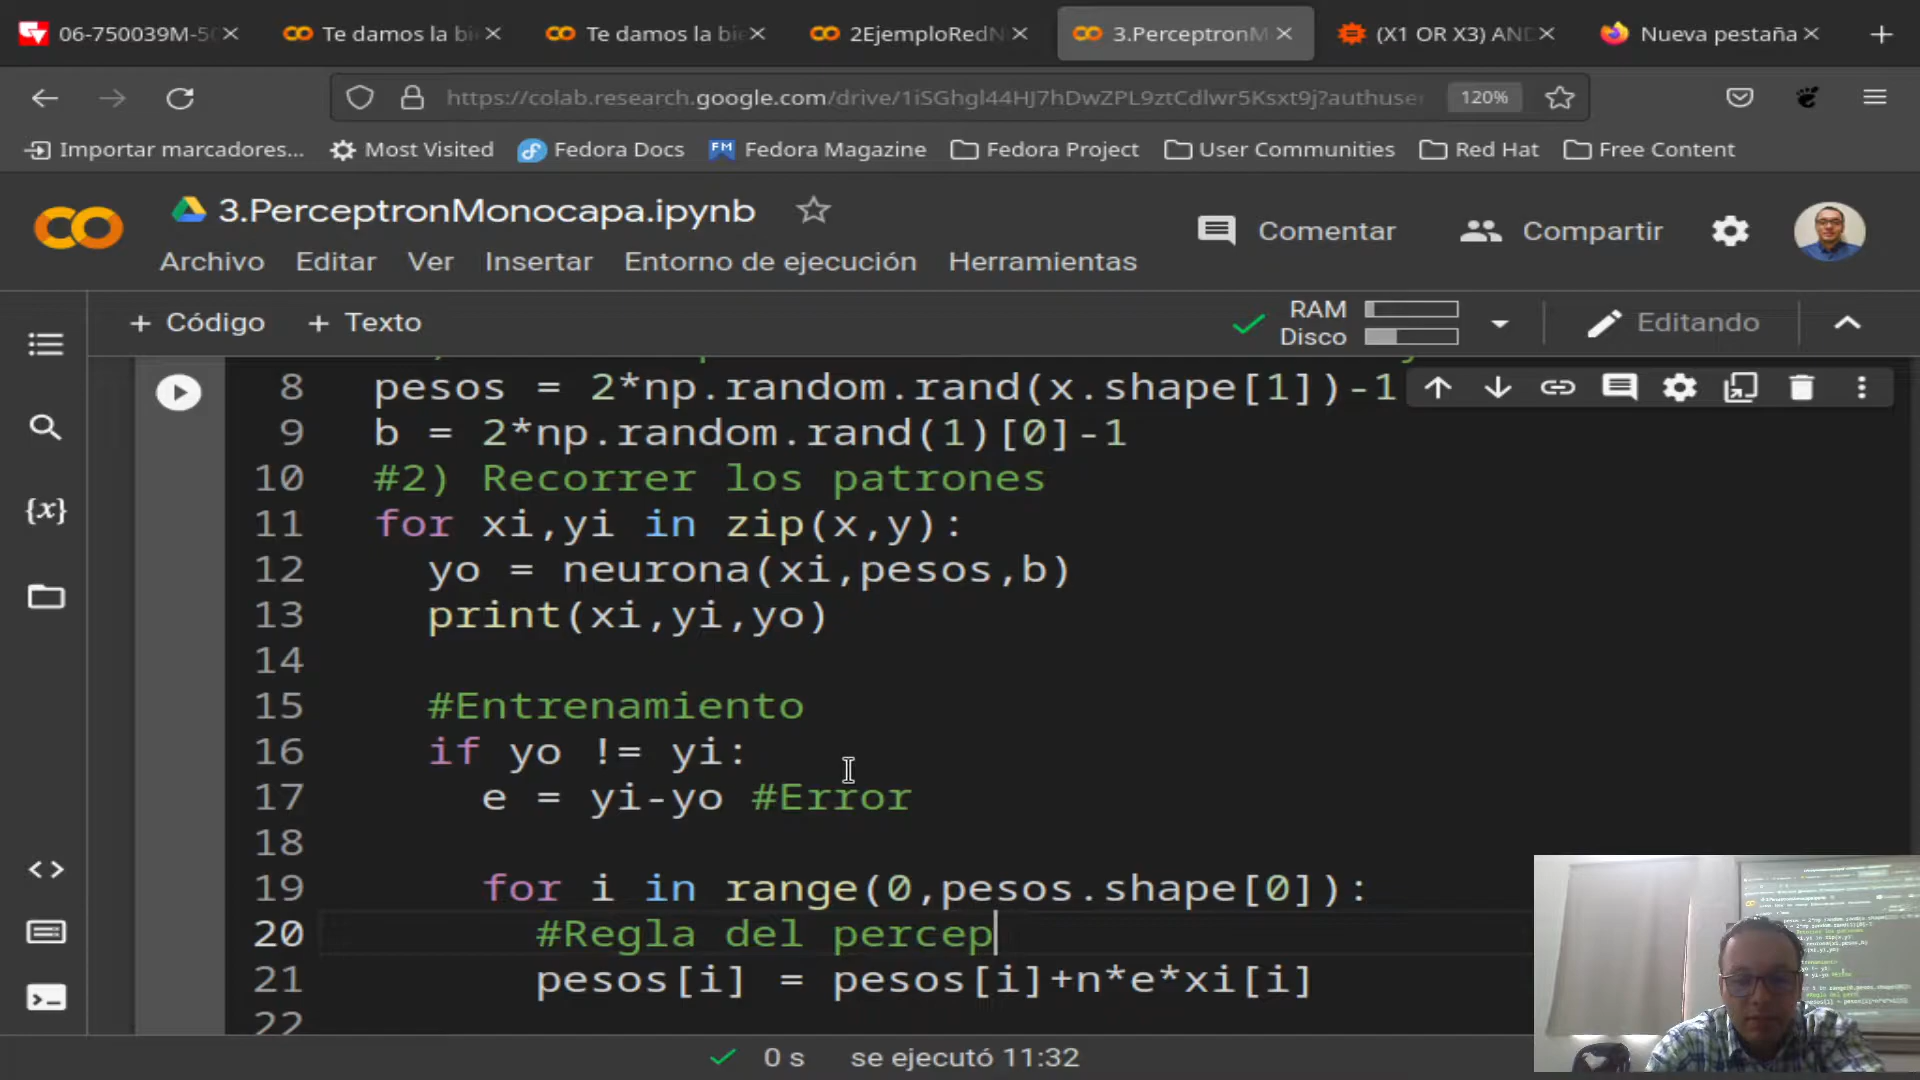 06-750039M-50
Te damos la bi
Te damos la bie
2EjemploRedN
3.PerceptronM
(X1 OR X3) AND
Nueva pestaña
https://colab.research.google.com/drive/1iSGhgl44HJ7hDwZPL9ztCdlwr5Ksxt9j?authuser
120%
Importar marcadores...
Most Visited
Fedora Docs
FM
Fedora Magazine
Fedora Project
User Communities
Red Hat
Free Content
3.PerceptronMonocapa.ipynb
Comentar
Compartir
Archivo
Editar
Ver
Insertar
Entorno de ejecución
Herramientas
+ Código
+ Texto
RAM
Disco
Editando
{x}
8 pesos = 2*np.random.rand(x.shape[1])-1
9 b = 2*np.random.rand(1)[0]-1
10 #2) Recorrer los patrones
11 for xi,yi in zip(x,y):
12 yo = neurona(xi,pesos,b)
13 print(xi,yi,yo)
14
15 #Entrenamiento
16 if yo != yi:
17 e = yi-yo #Error
18
19 for i in range(0,pesos.shape[0]):
20 #Regla del percep
21 pesos[i] = pesos[i]+n*e*xi[i]
22
0 s se ejecutó 11:32